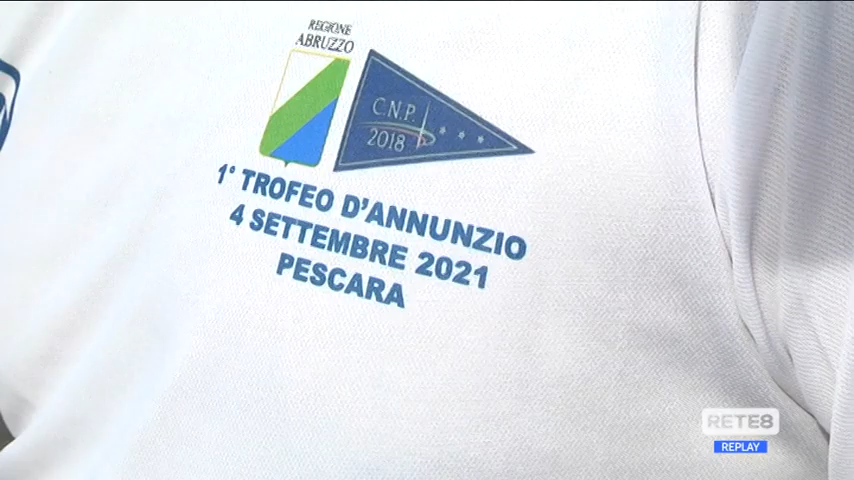 REGIONE
ABRUZZO
C.N.P.
2018
1° TROFEO D'ANNUNZIO
4 SETTEMBRE 2021
PESCARA
RETE8
REPLAY